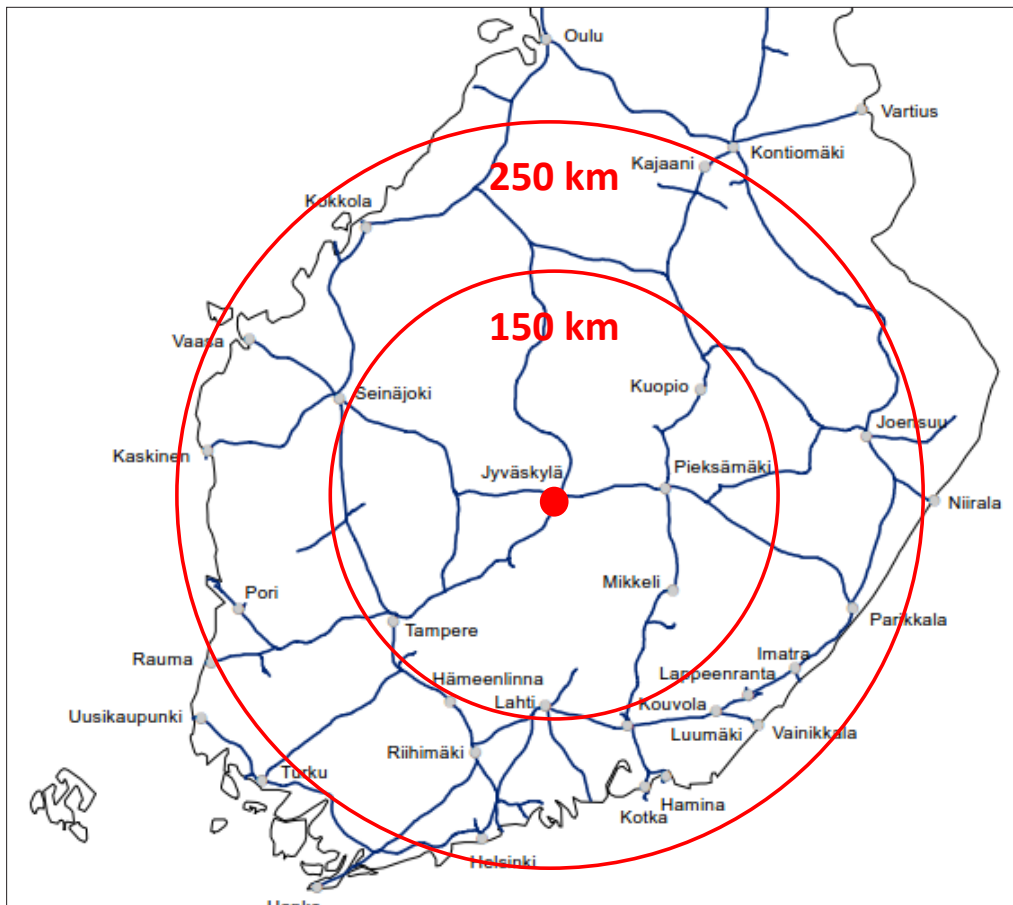 Oulu
Vartius
Kontiomäki
Kajaani
250 km
Kokkola
150 km
Vaasa
Kuopio
Seinäjoki
Joensuu
Kaskinen
Jyväskylä
Pieksämäki
Niirala
Mikkeli
Pori
Parikkala
Tampere
Rauma
Imatra
Hämeenlinna
Lappeenranta
Lahti
Kouvola
Uusikaupunki
Luumäki
Vainikkala
Riihimäki
Turku
Hamina
Kotka
Helsinki
Hanko